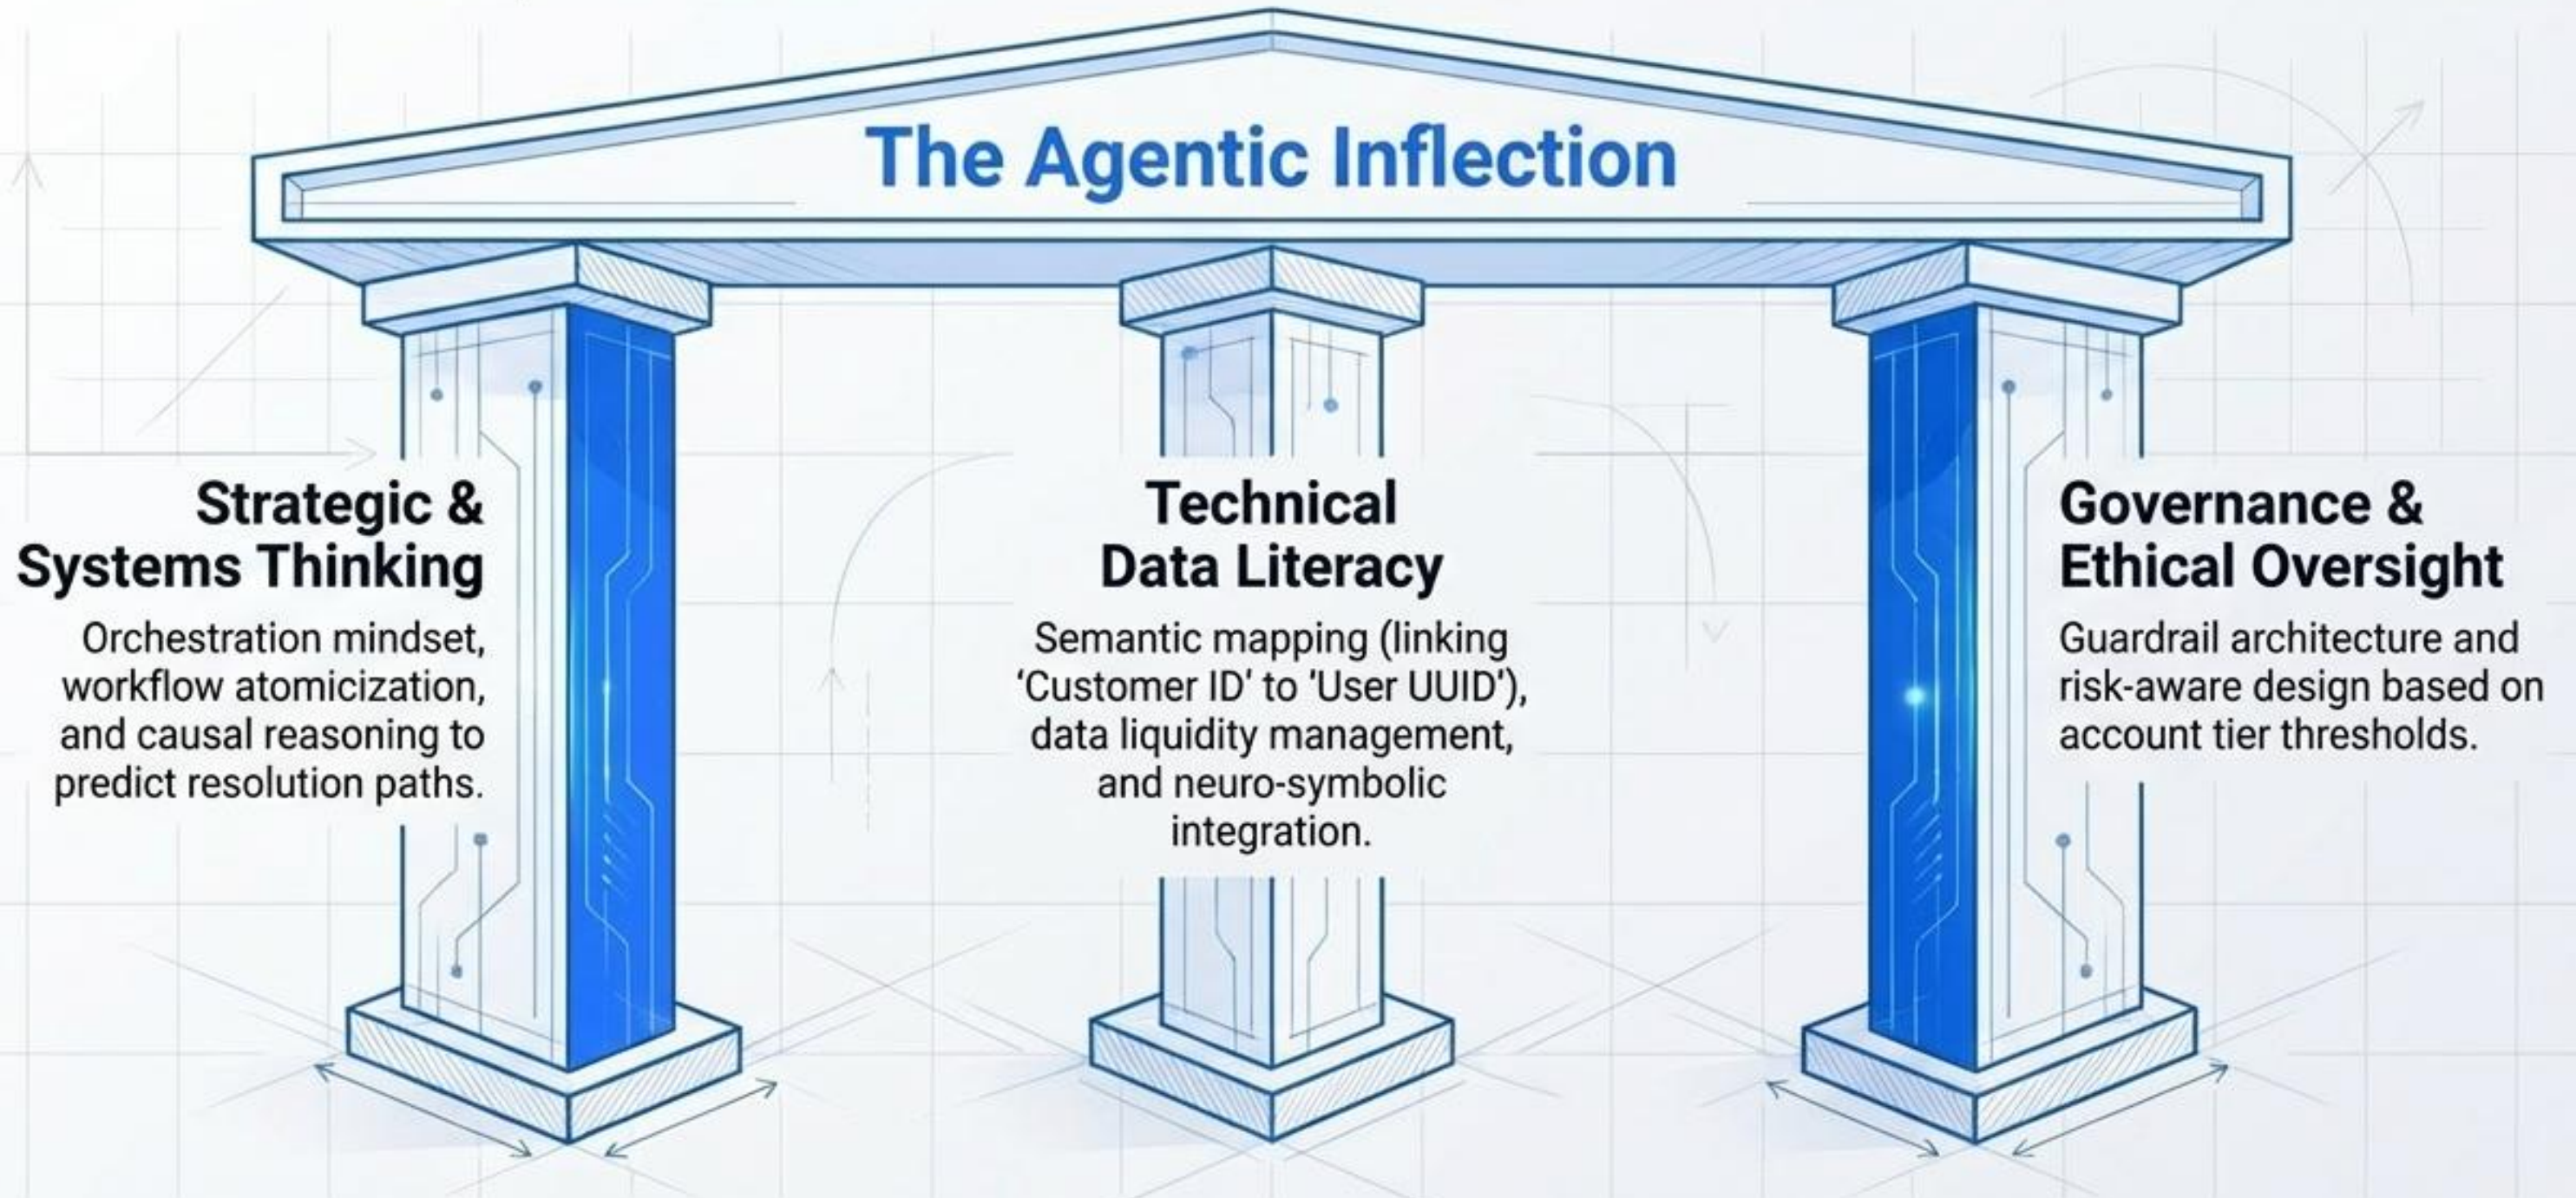 The Agentic Inflection
Strategic &
Systems Thinking
Orchestration mindset,
workflow atomicization,
and causal reasoning to
predict resolution paths.
Technical
Data Literacy
Semantic mapping (linking
‘Customer ID' to 'User UUID'),
data liquidity management,
and neuro-symbolic
integration.
Governance &
Ethical Oversight
Guardrail architecture and
risk-aware design based on
account tier thresholds.